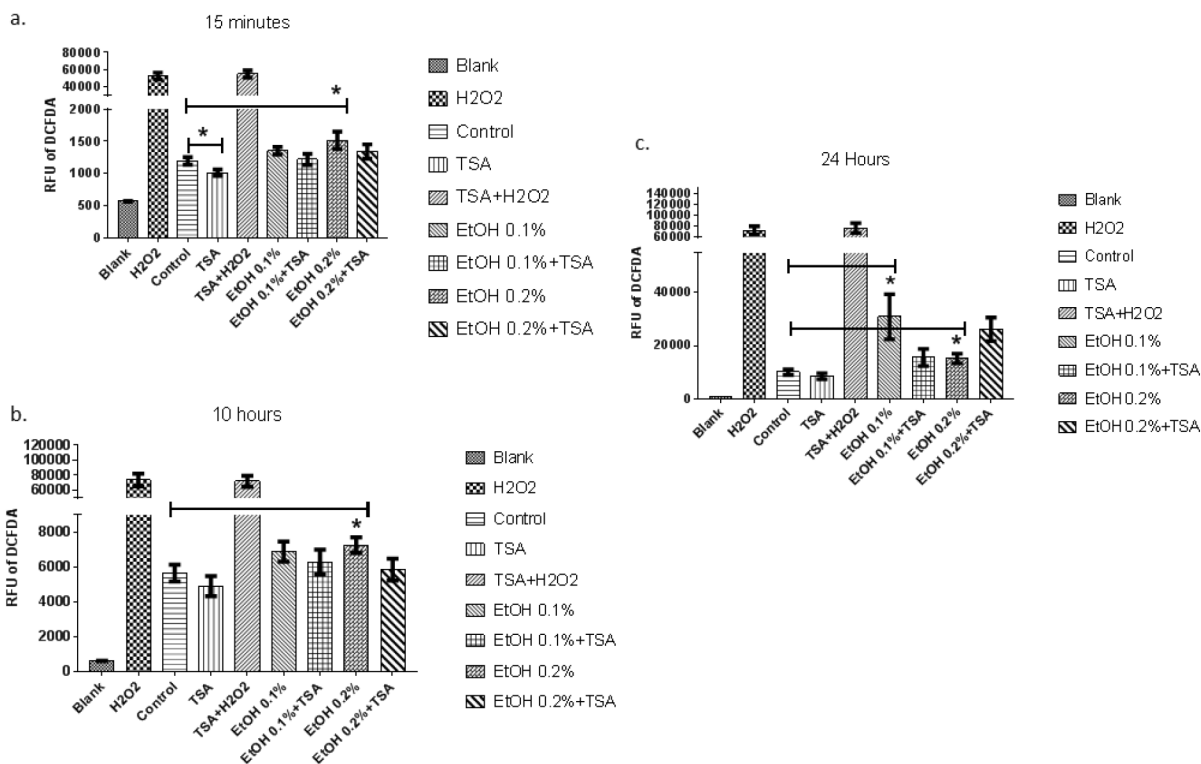 a.
15 minutes
80000
60000
40000
20000
2000
1500
1000
500
0
RFU of DCFDA
*
*
Blank
H2O2
Control
TSA
TSA+H2O2
EtOH 0.1%
EtOH 0.1%+TSA
EtOH 0.2%
EtOH 0.2%+TSA
Blank
H2O2
Control
TSA
TSA+H2O2
EtOH 0.1%
EtOH 0.1%+TSA
EtOH 0.2%
EtOH 0.2%+TSA
b.
10 hours
120000
100000
80000
60000
8000
6000
4000
2000
0
RFU of DCFDA
*
Blank
H2O2
Control
TSA
TSA+H2O2
EtOH 0.1%
EtOH 0.1%+TSA
EtOH 0.2%
EtOH 0.2%+TSA
Blank
H2O2
Control
TSA
TSA+H2O2
EtOH 0.1%
EtOH 0.1%+TSA
EtOH 0.2%
EtOH 0.2%+TSA
c.
24 Hours
140000
120000
100000
80000
60000
40000
20000
0
RFU of DCFDA
*
*
Blank
H2O2
Control
TSA
TSA+H2O2
EtOH 0.1%
EtOH 0.1%+TSA
EtOH 0.2%
EtOH 0.2%+TSA
Blank
H2O2
Control
TSA
TSA+H2O2
EtOH 0.1%
EtOH 0.1%+TSA
EtOH 0.2%
EtOH 0.2%+TSA